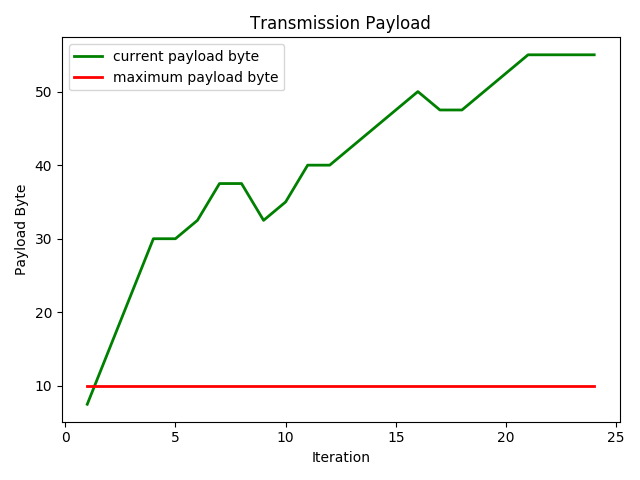 Transmission Payload
current payload byte
maximum payload byte
Payload Byte
50
40
30
20
10
0 5 10 15 20 25
Iteration